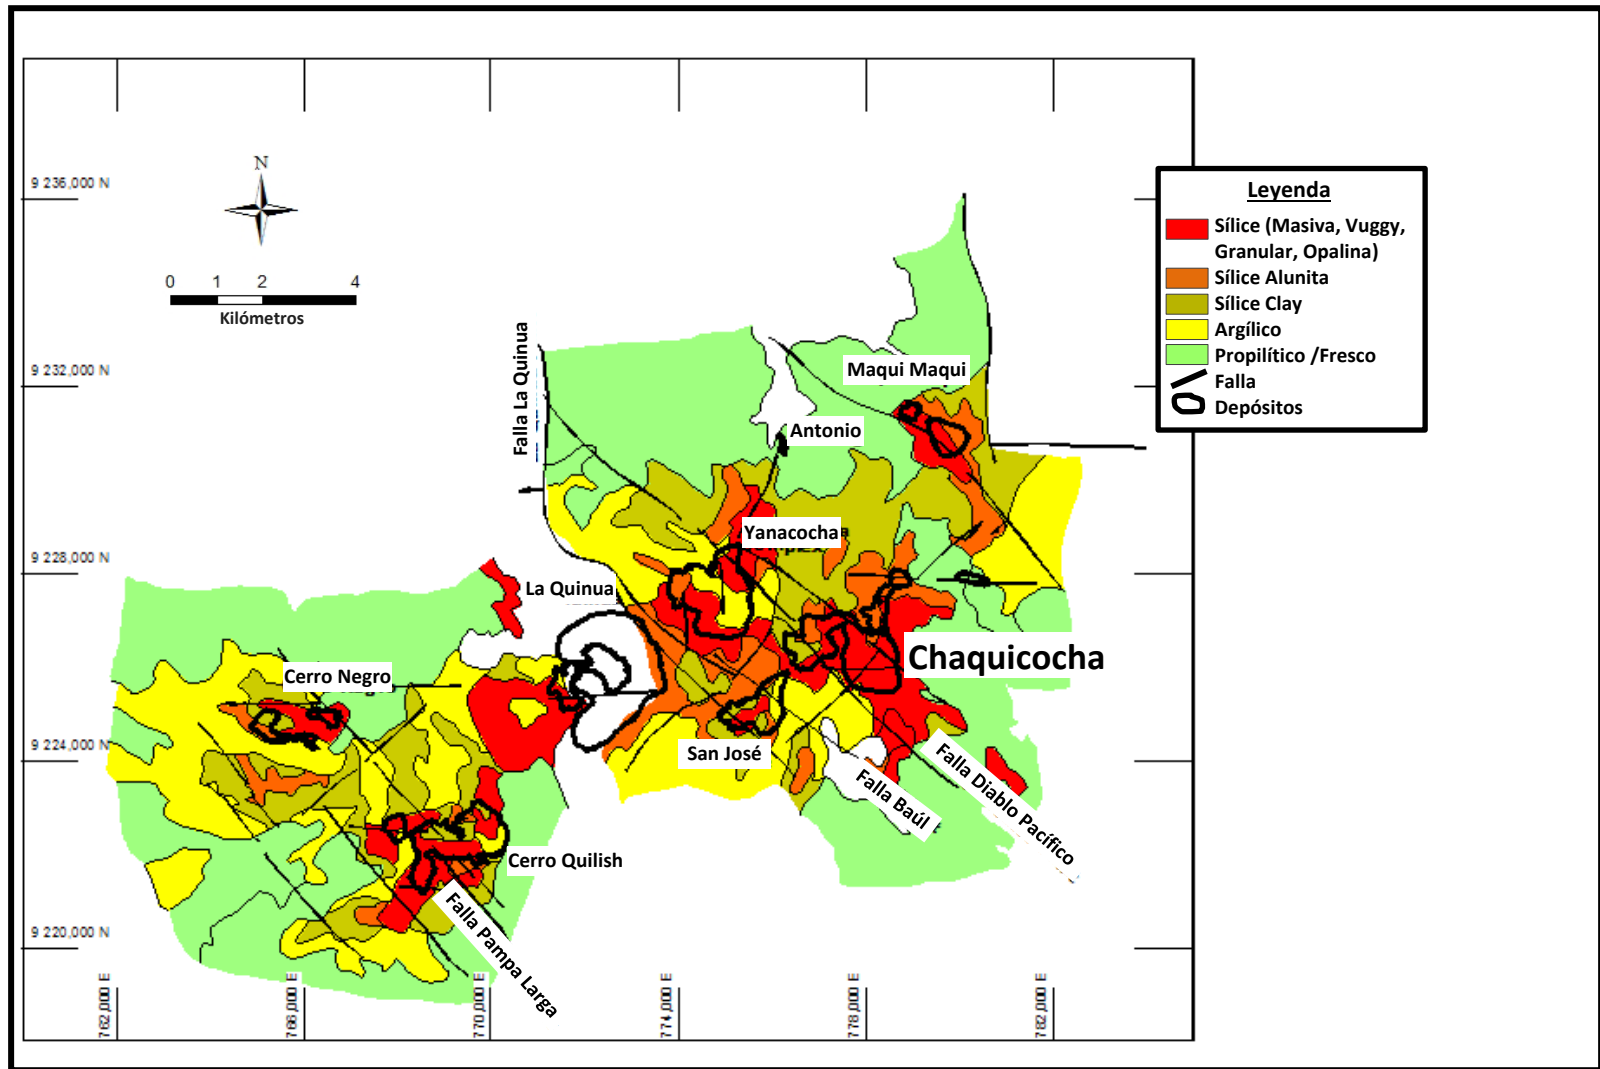 9 236,000 N
N
0 1 2 4
Kilómetros
Leyenda
Sílice (Masiva, Vuggy,
Granular, Opalina)
Sílice Alunita
Sílice Clay
Argílico
Propilítico /Fresco
Falla
Depósitos
9 232,000 N
Falla La Quinua
Maqui Maqui
Antonio
Yanacocha
9 228,000 N
La Quinua
Chaquicocha
Cerro Negro
9 224,000 N
San José
Falla Baúl
Falla Diablo Pacífico
Cerro Quilish
Falla Pampa Larga
9 220,000 N
762,000 E
766,000 E
770,000 E
774,000 E
778,000 E
782,000 E